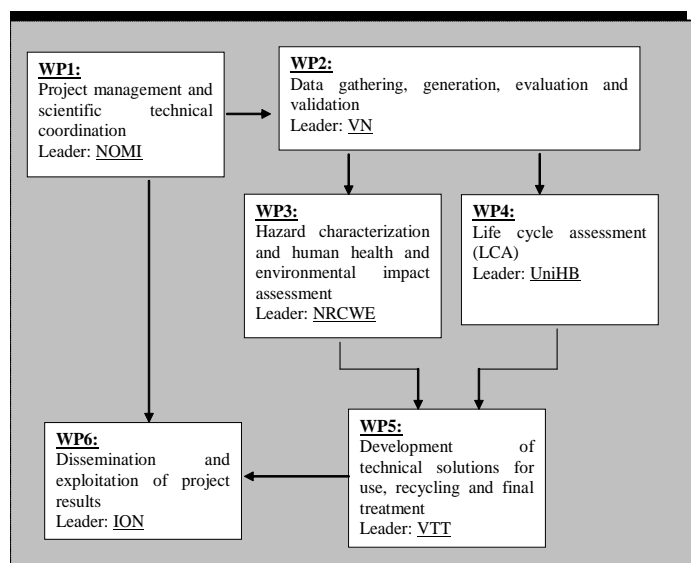 WP1:
Project management and
scientific technical
coordination
Leader: NOMI
WP2:
Data gathering, generation, evaluation and
validation
Leader: VN
WP3:
Hazard characterization
and human health and
environmental impact
assessment
Leader: NRCWE
WP4:
Life cycle assessment
(LCA)
Leader: UniHB
WP5:
Development of
technical solutions for
use, recycling and final
treatment
Leader: VTT
WP6:
Dissemination and
exploitation of project
results
Leader: ION